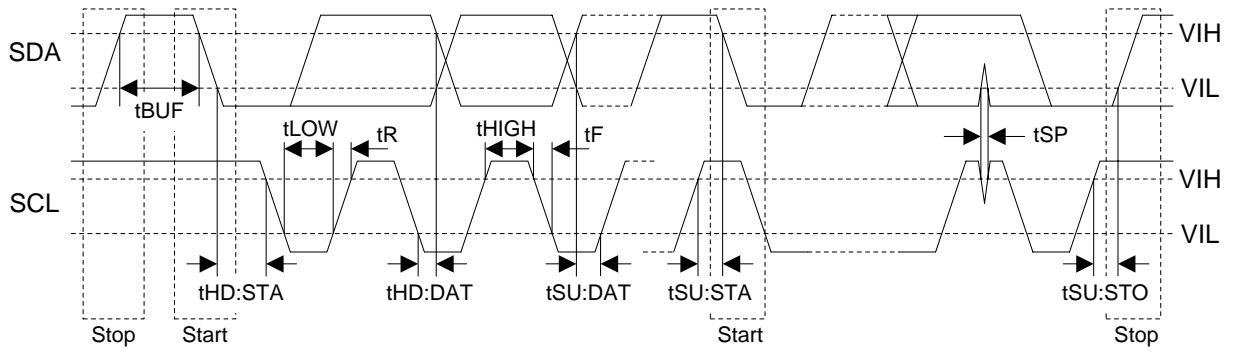 SDA
VIH
VIL
tBUF
tLOW
tR
tHIGH
tF
tSP
SCL
VIH
VIL
tHD:STA
tHD:DAT
tSU:DAT
tSU:STA
tSU:STO
Stop
Start
Start
Stop